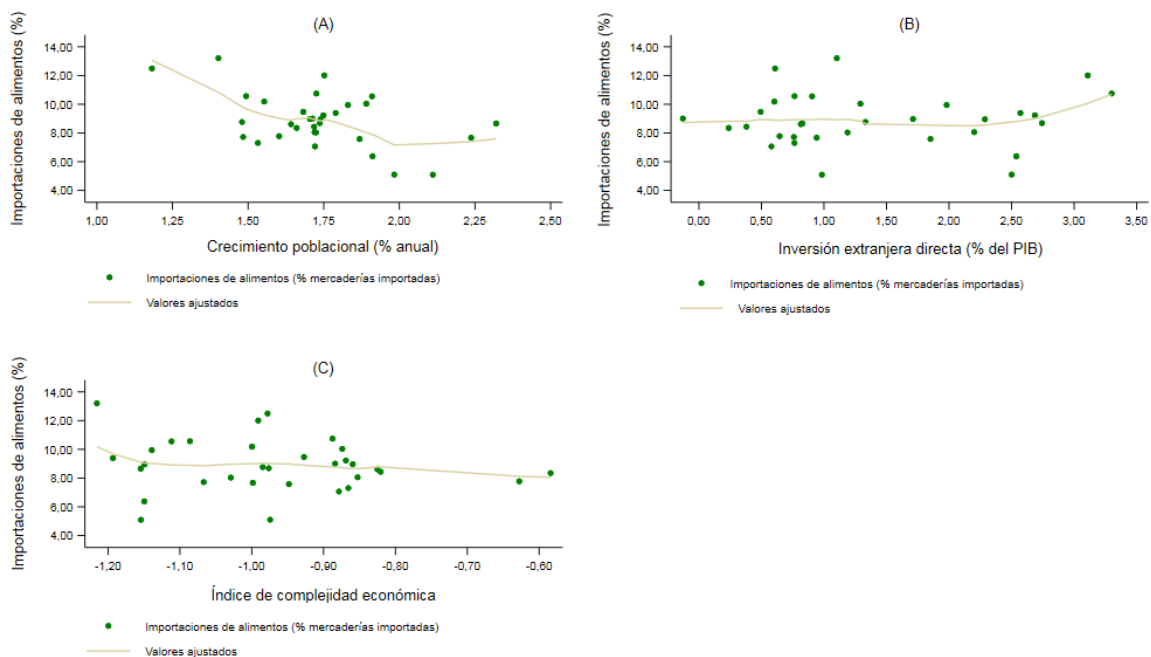 (A)
Importaciones de alimentos (%)
14,00
12,00
10,00
8,00
6,00
4,00
1,00 1,25 1,50 1,75 2,00 2,25 2,50
Crecimiento poblacional (% anual)
Importaciones de alimentos (% mercaderías importadas)
Valores ajustados
(B)
Importaciones de alimentos (%)
14,00
12,00
10,00
8,00
6,00
4,00
0,00 0,50 1,00 1,50 2,00 2,50 3,00 3,50
Inversión extranjera directa (% del PIB)
Importaciones de alimentos (% mercaderías importadas)
Valores ajustados
(C)
Importaciones de alimentos (%)
14,00
12,00
10,00
8,00
6,00
4,00
-1,20 -1,10 -1,00 -0,90 -0,80 -0,70 -0,60
Índice de complejidad económica
Importaciones de alimentos (% mercaderías importadas)
Valores ajustados